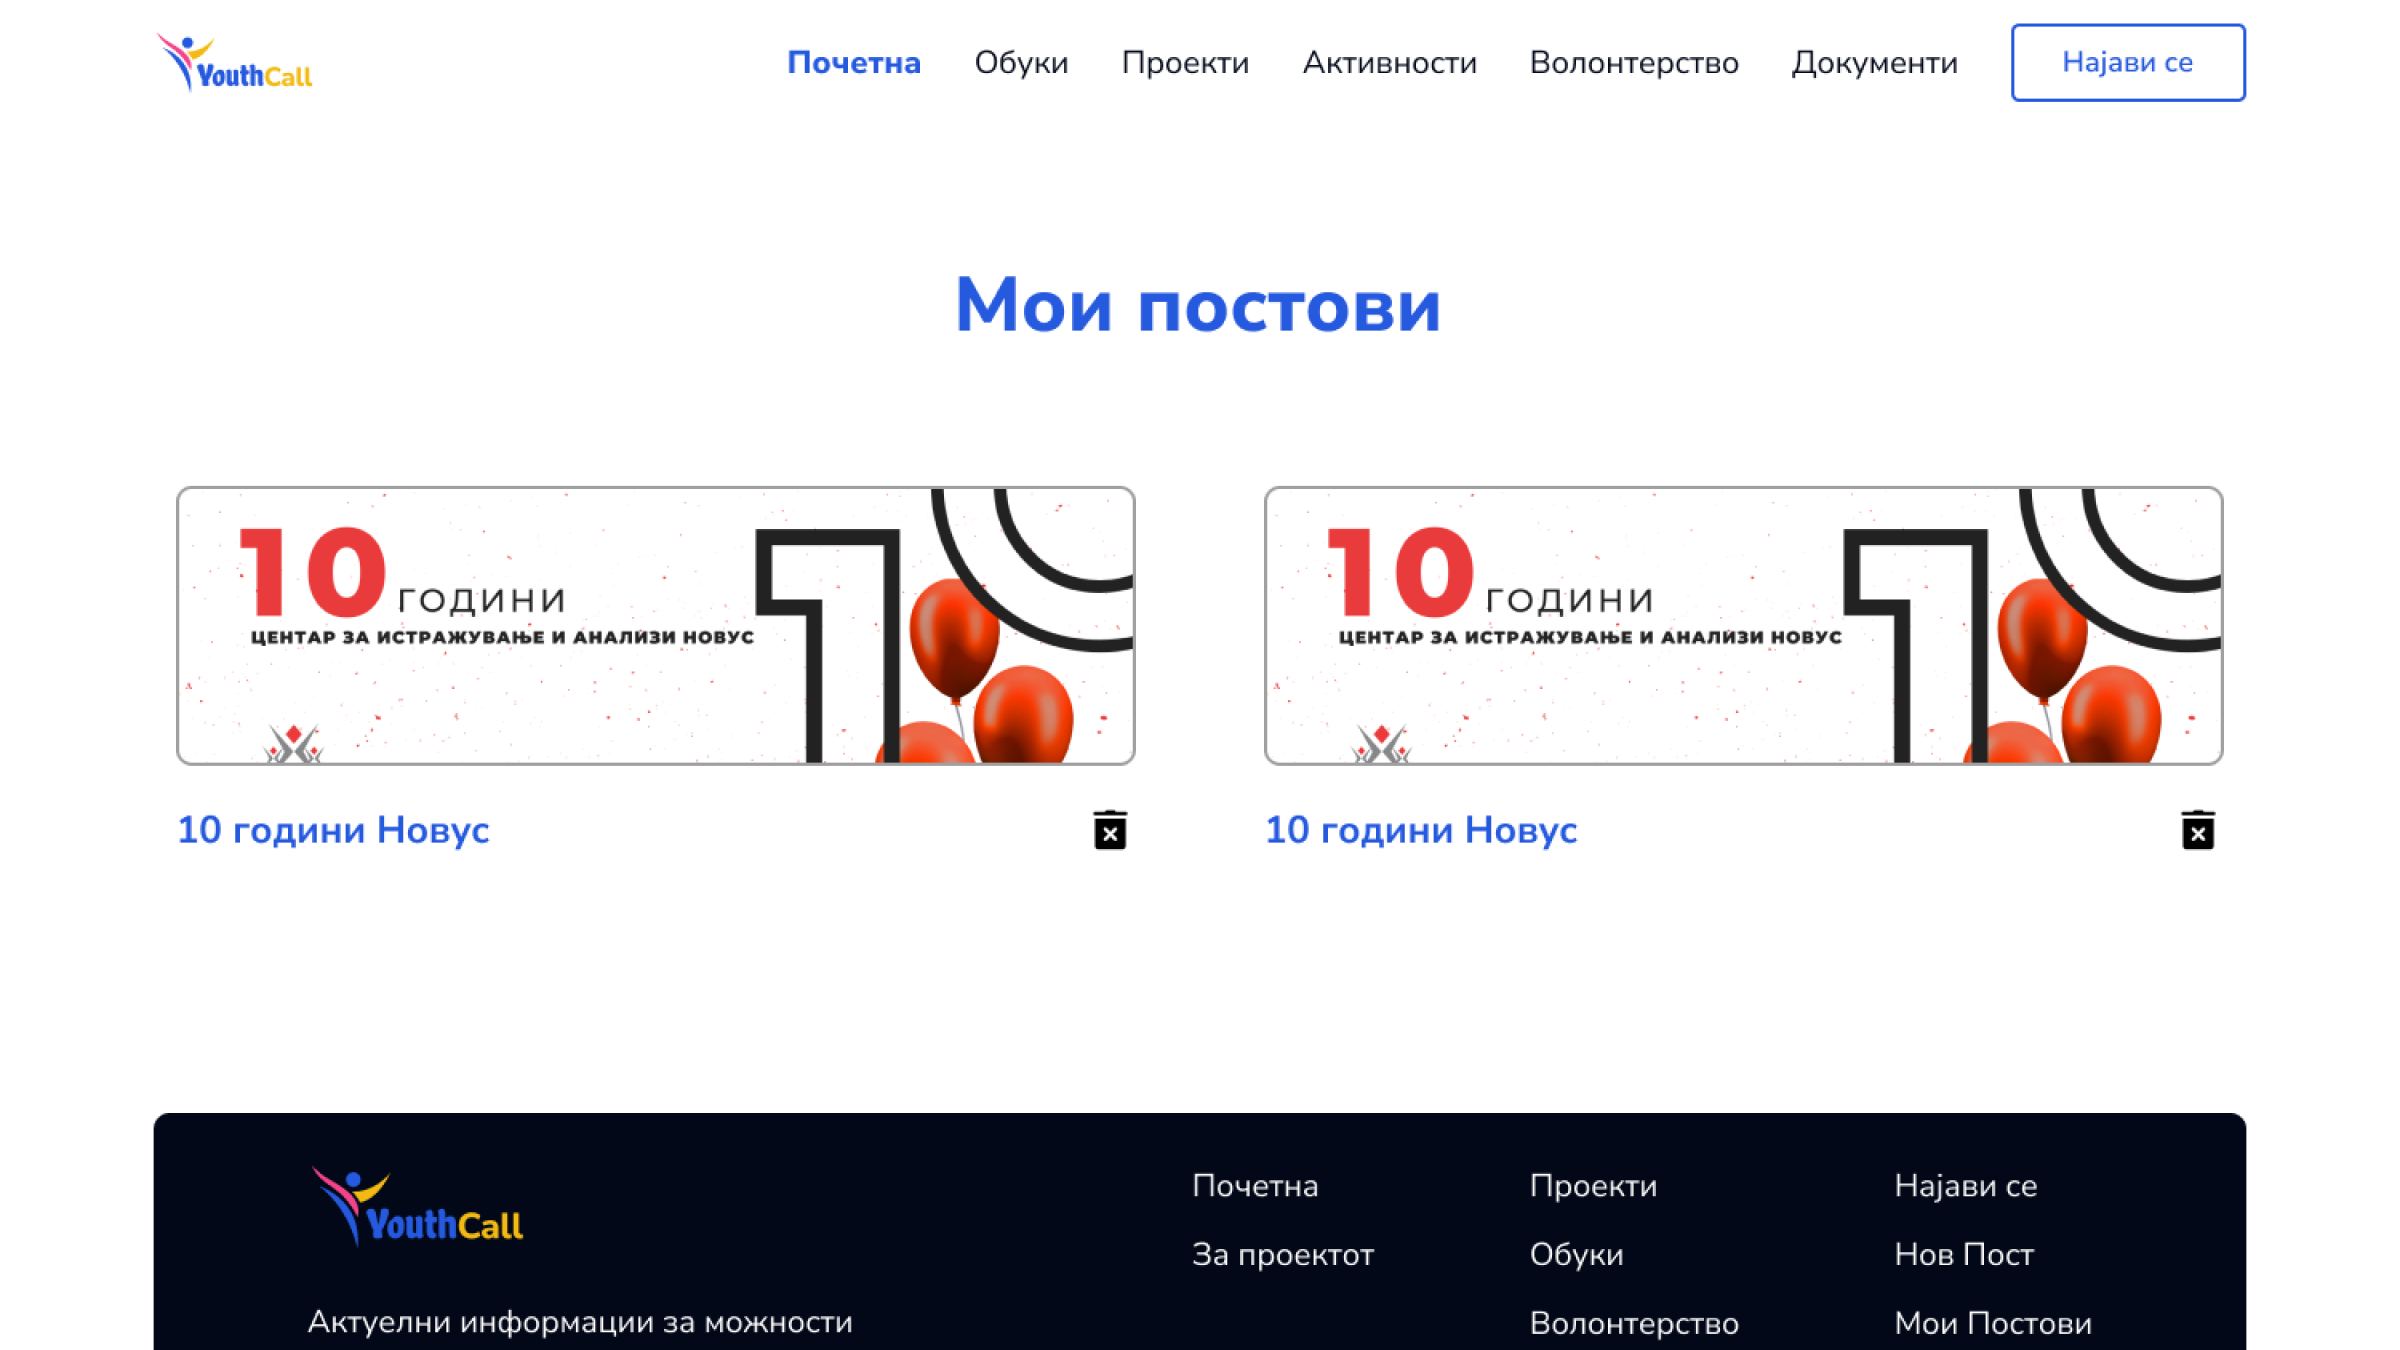 YouthCall
Почетна Обуки Проекти Активности Волонтерство Документи Најави се
Мои постови
10 ГОДИНИ
ЦЕНТАР ЗА ИСТРАЖУВАЊЕ И АНАЛИЗИ НОВУС
10
10 години Новус
10 ГОДИНИ
ЦЕНТАР ЗА ИСТРАЖУВАЊЕ И АНАЛИЗИ НОВУС
10
10 години Новус
YouthCall
Актуелни информации за можности
Почетна
За проектот
Проекти
Обуки
Волонтерство
Најави се
Нов Пост
Мои Постови